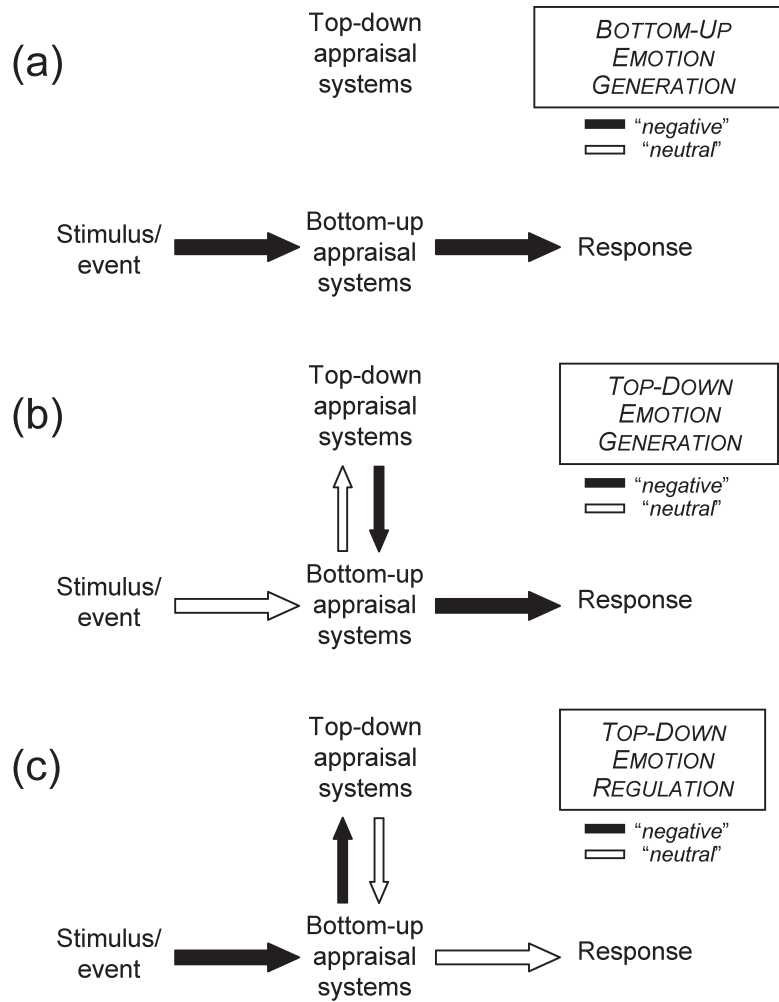 (a)
Top-down
appraisal
systems
BOTTOM-UP
EMOTION
GENERATION
“negative”
“neutral”
Stimulus/
event
Bottom-up
appraisal
systems
Response
(b)
Top-down
appraisal
systems
TOP-DOWN
EMOTION
GENERATION
“negative”
“neutral”
Stimulus/
event
Bottom-up
appraisal
systems
Response
(c)
Top-down
appraisal
systems
TOP-DOWN
EMOTION
REGULATION
“negative”
“neutral”
Stimulus/
event
Bottom-up
appraisal
systems
Response